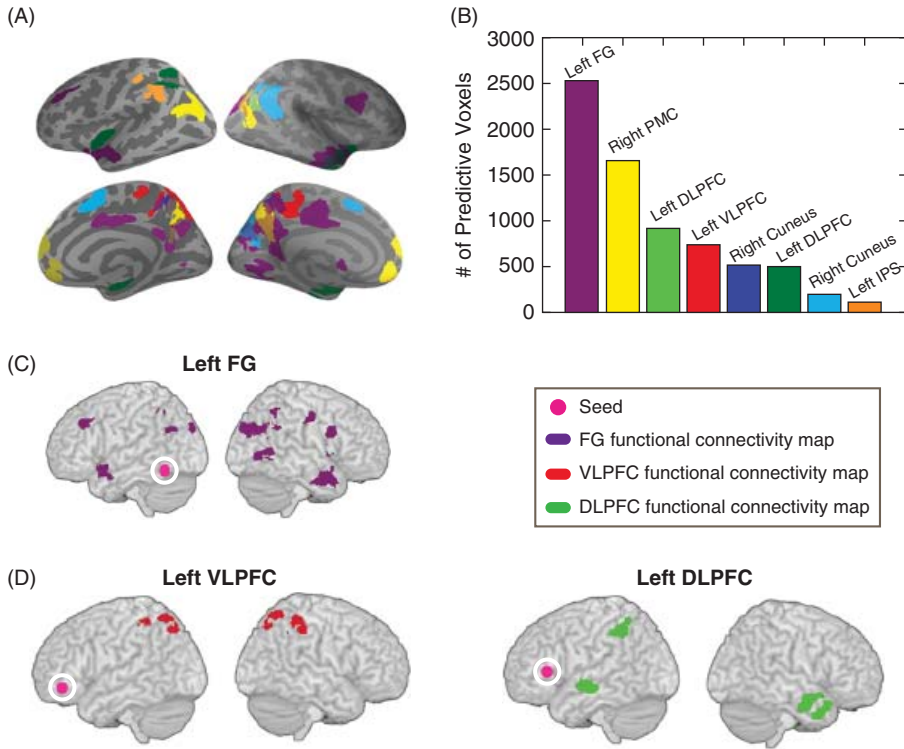 (A)
(B)
3000
2500
2000
1500
1000
500
0
# of Predictive Voxels
Left FG
Right PMC
Left DLPFC
Left VLPFC
Right Cuneus
Left DLPFC
Right Cuneus
Left IPS
(C)
Left FG
Seed
FG functional connectivity map
VLPFC functional connectivity map
DLPFC functional connectivity map
(D)
Left VLPFC
Left DLPFC